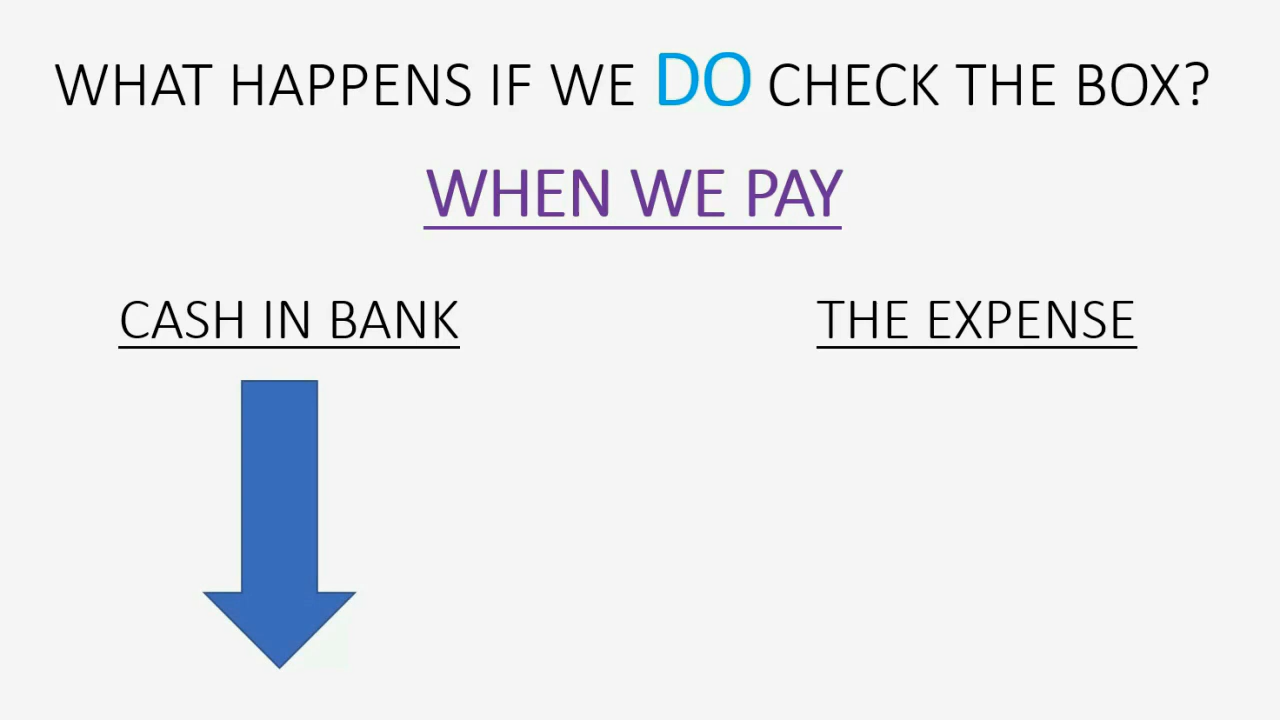 WHAT HAPPENS IF WE DO CHECK THE BOX?
WHEN WE PAY
CASH IN BANK
THE EXPENSE